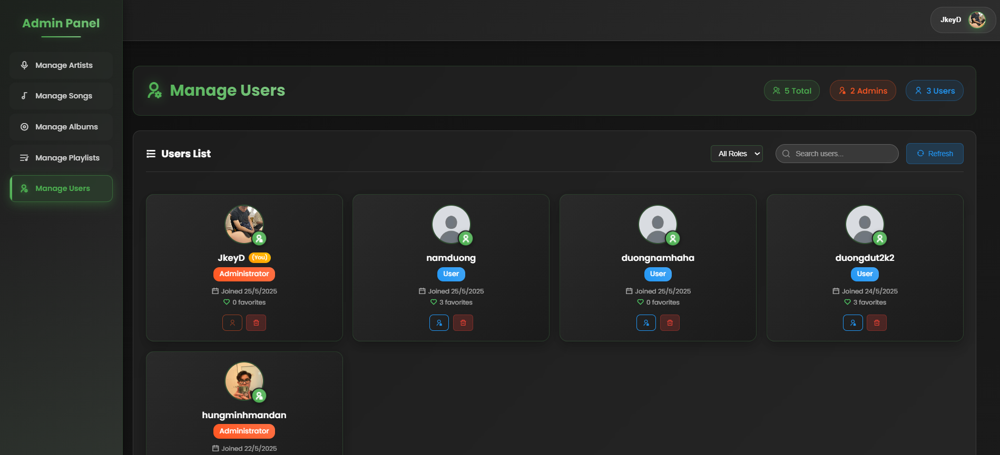 Admin Panel
Manage Artists
Manage Songs
Manage Albums
Manage Playlists
Manage Users
JkeyD
Manage Users
5 Total
2 Admins
3 Users
Users List
All Roles
Search users...
Refresh
JkeyD (You)
Administrator
Joined 25/5/2025
0 favorites
namduong
User
Joined 25/5/2025
3 favorites
duongnamhaha
User
Joined 25/5/2025
0 favorites
duongdut2k2
User
Joined 24/5/2025
3 favorites
hungminhmandan
Administrator
Joined 22/5/2025